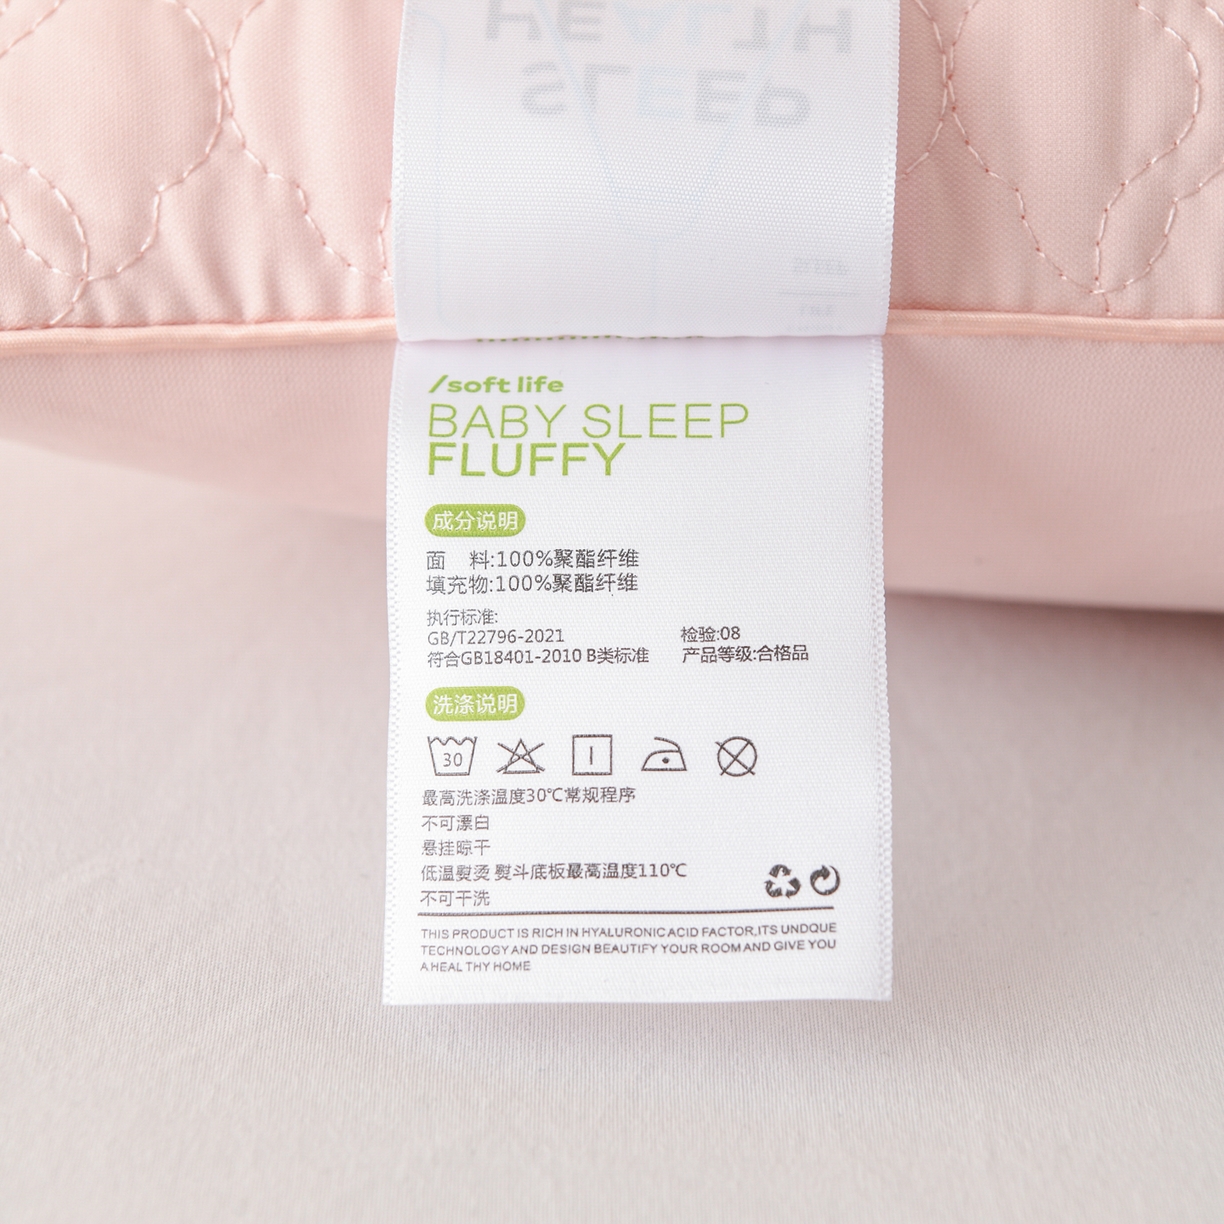 HEALTH
SLEEP
SLEEP
/soft life
BABY SLEEP
FLUFFY
成分说明
面 料:100%聚酯纤维
填充物:100%聚酯纤维
执行标准:
GB/T22796-2021 检验:08
符合GB18401-2010 B类标准 产品等级:合格品
洗涤说明
30
最高洗涤温度30℃常规程序
不可漂白
悬挂晾干
低温熨烫 熨斗底板最高温度110℃
不可干洗
THIS PRODUCT IS RICH IN HYALURONIC ACID FACTOR,ITS UNDQUE
TECHNOLOGY AND DESIGN BEAUTIFY YOUR ROOM AND GIVE YOU
A HEAL THY HOME